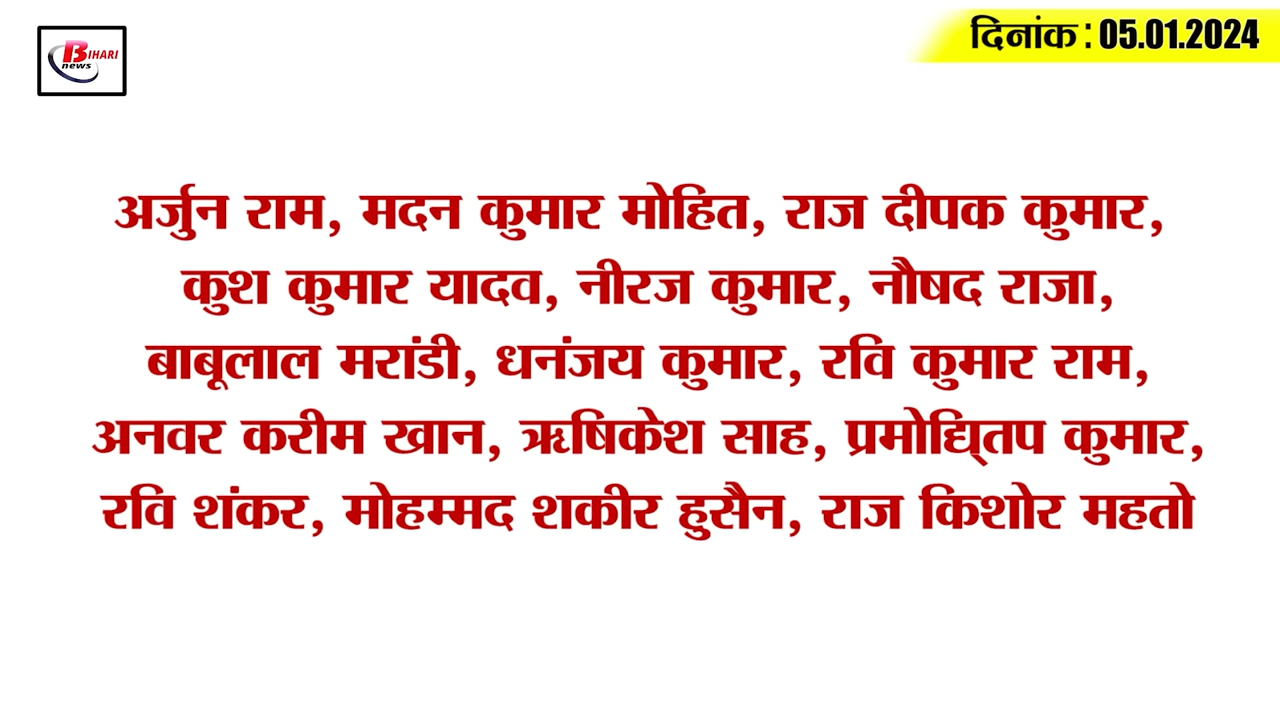 BIHARI
news
दिनांक : 05.01.2024
अर्जुन राम, मदन कुमार मोहित, राज दीपक कुमार,
कुश कुमार यादव, नीरज कुमार, नौषद राजा,
बाबूलाल मरांडी, धनंजय कुमार, रवि कुमार राम,
अनवर करीम खान, ऋषिकेश साह, प्रमोद्यि्तप कुमार,
रवि शंकर, मोहम्मद शकीर हुसैन, राज किशोर महतो